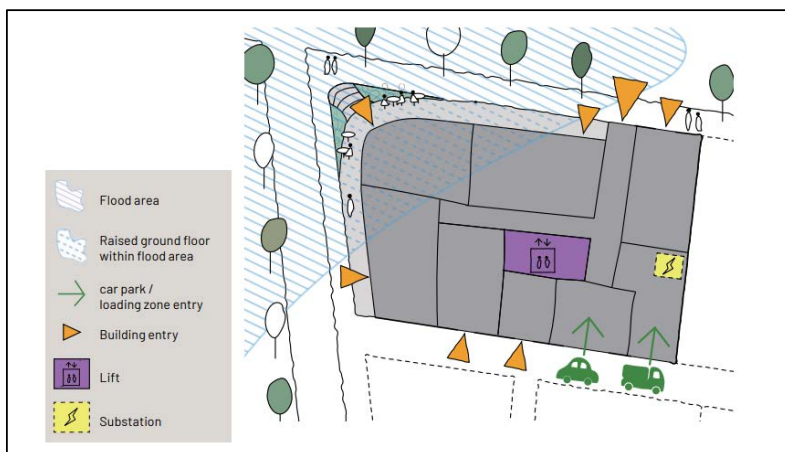 Flood area
Raised ground floor
within flood area
car park /
loading zone entry
Building entry
Lift
Substation